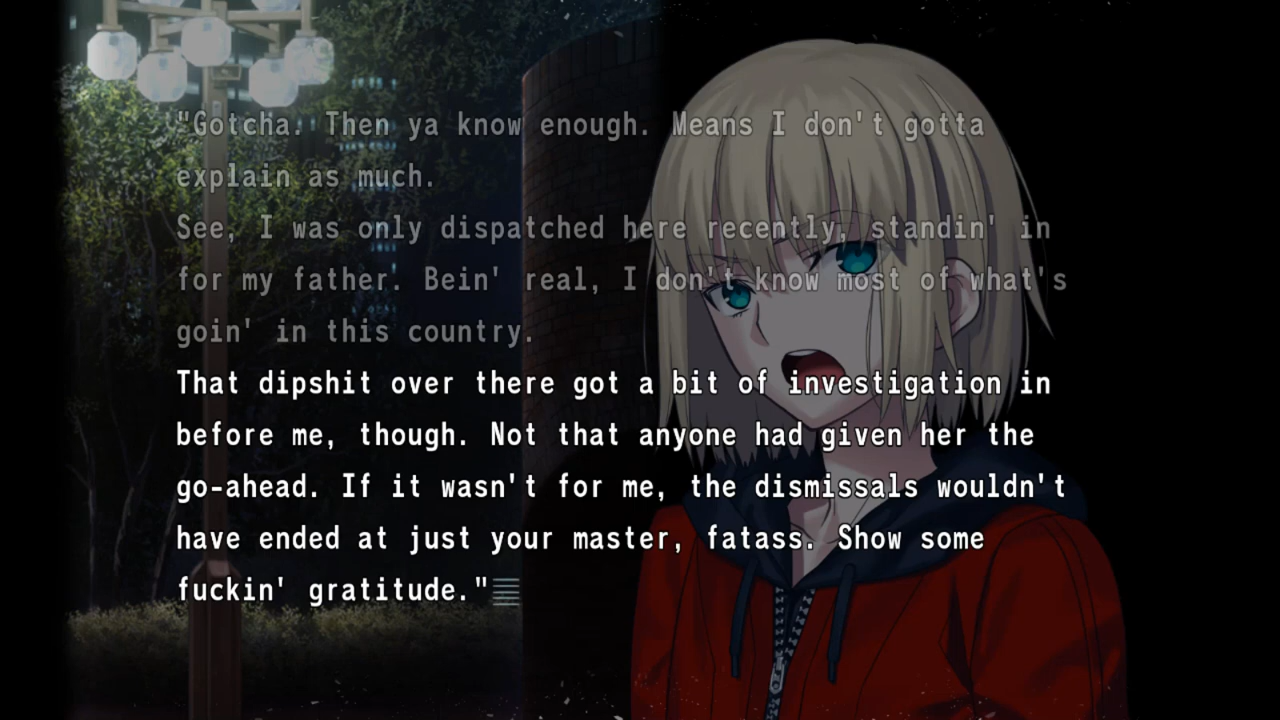 "Gotcha. Then ya know enough. Means I don't gotta
explain as much.
See, I was only dispatched here recently, standin' in
for my father. Bein' real, I don't know most of what's
goin' in this country.
That dipshit over there got a bit of investigation in
before me, though. Not that anyone had given her the
go-ahead. If it wasn't for me, the dismissals wouldn't
have ended at just your master, fatass. Show some
fuckin' gratitude."